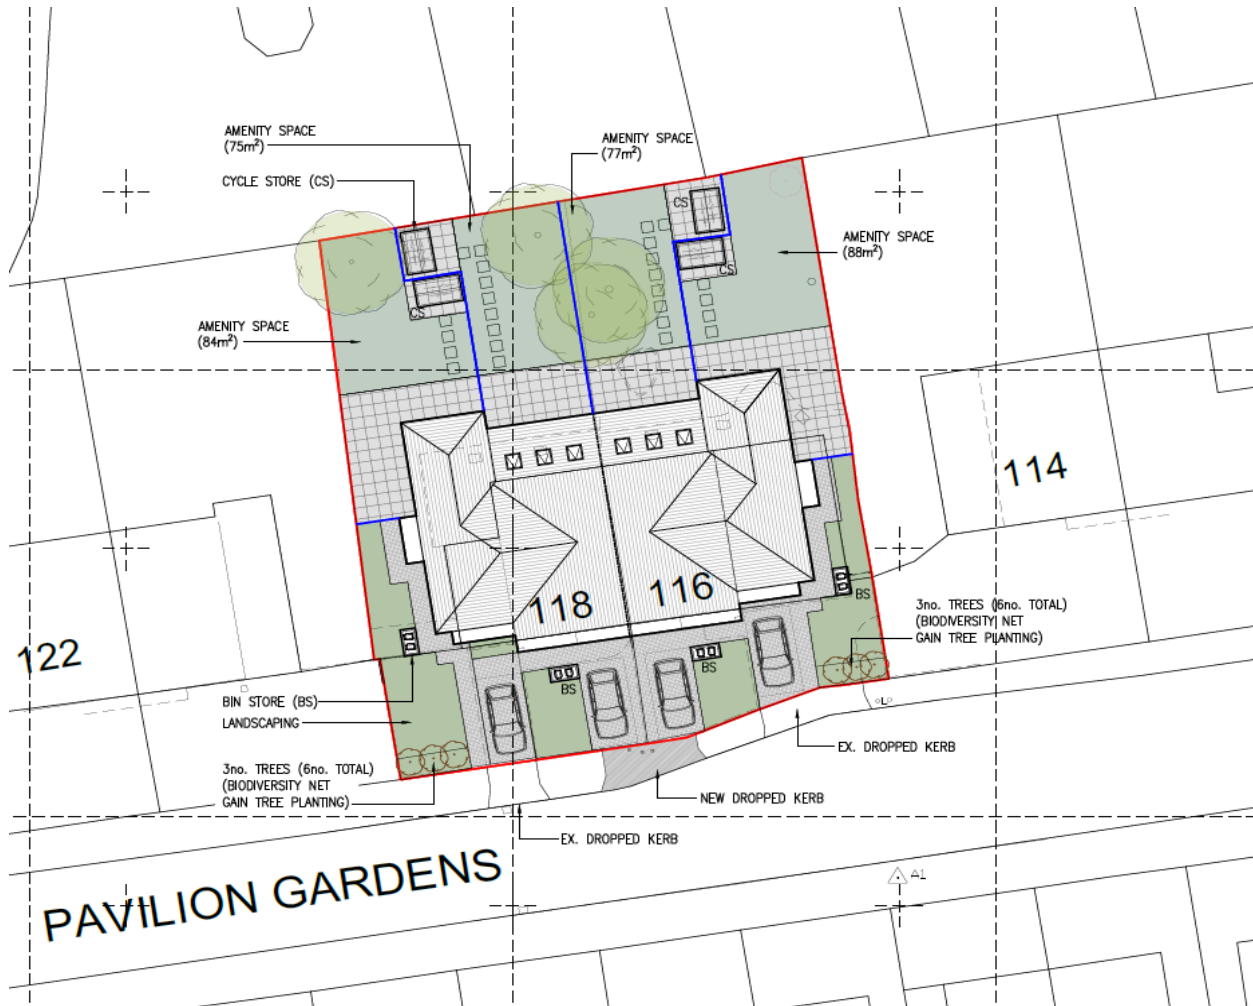 AMENITY SPACE
(75m²)
AMENITY SPACE
(77m²)
CYCLE STORE (CS)
CS
CS
AMENITY SPACE
(88m²)
CS
CS
AMENITY SPACE
(84m²)
114
118
116
BS
3no. TREES (6no. TOTAL)
(BIODIVERSITY NET
GAIN TREE PLANTING)
122
BS
BS
BIN STORE (BS)
LANDSCAPING
L
EX. DROPPED KERB
3no. TREES (6no. TOTAL)
(BIODIVERSITY NET
GAIN TREE PLANTING)
NEW DROPPED KERB
EX. DROPPED KERB
PAVILION GARDENS
A1